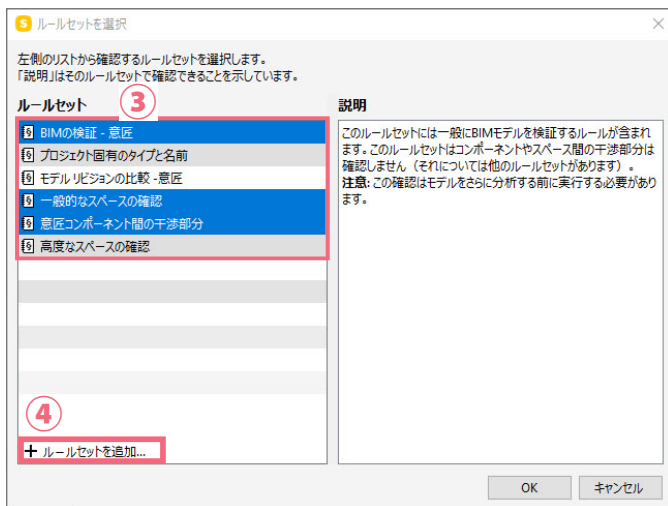 S ルールセットを選択
左側のリストから確認するルールセットを選択します。
「説明」はそのルールセットで確認できることを示しています。
ルールセット
③
§ BIMの検証 - 意匠
§ プロジェクト固有のタイプと名前
§ モデル リビジョンの比較 -意匠
§ 一般的なスペースの確認
§ 意匠コンポーネント間の干渉部分
§ 高度なスペースの確認
④
+ ルールセットを追加...
説明
このルールセットには一般にBIMモデルを検証するルールが含まれ
ます。このルールセットはコンポーネントやスペース間の干渉部分は
確認しません（それについては他のルールセットがあります）。
注意: この確認はモデルをさらに分析する前に実行する必要があり
ます。
OK
キャンセル